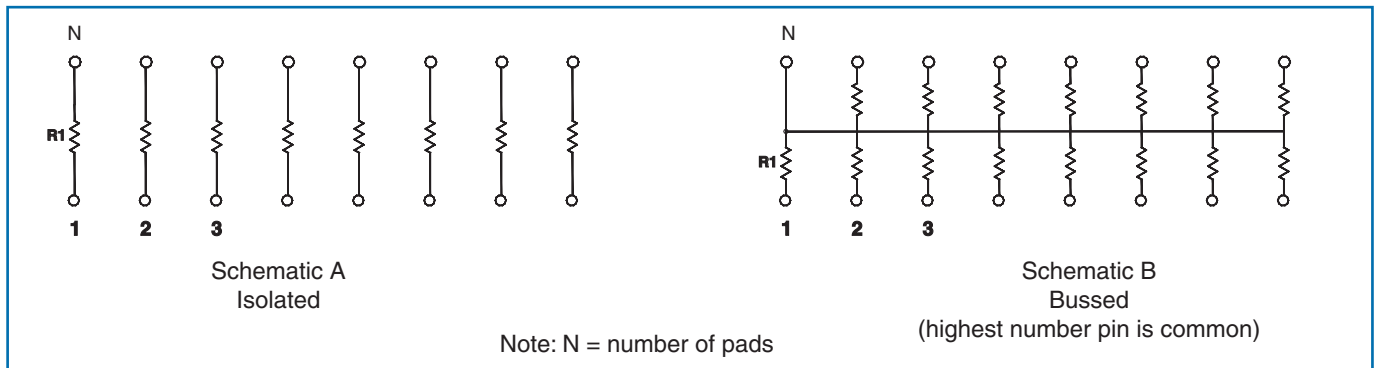 N
R1
1 2 3
Schematic A
Isolated
N
R1
1 2 3
Schematic B
Bussed
(highest number pin is common)
Note: N = number of pads